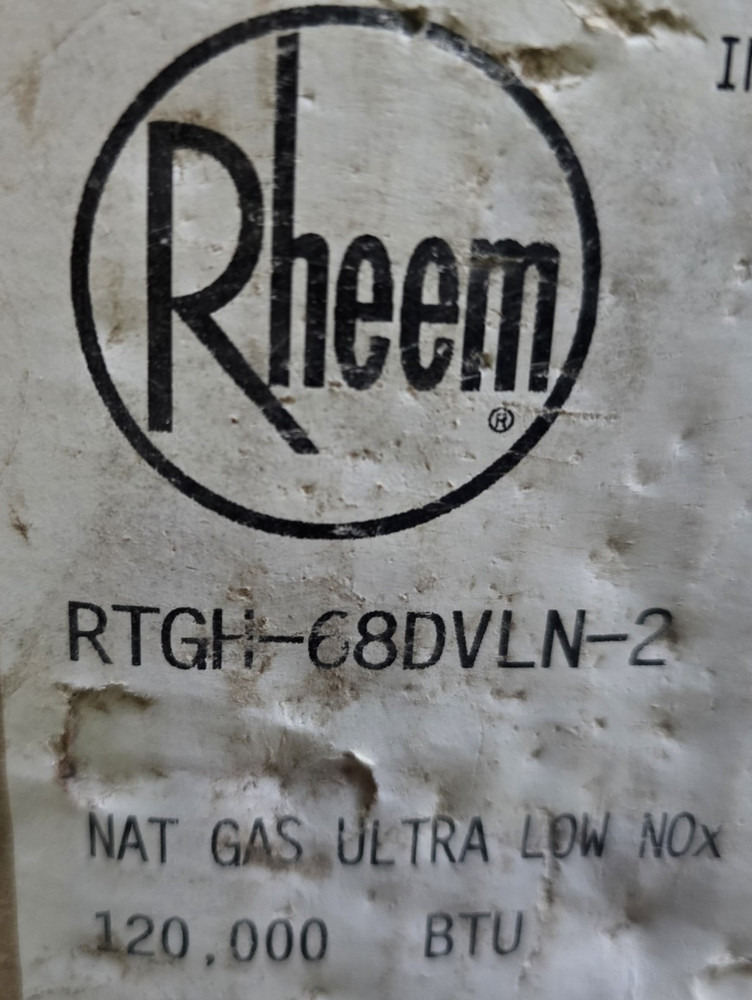 Rheem®
RTGH-68DVLN-2
NAT GAS ULTRA LOW NOx
120,000 BTU